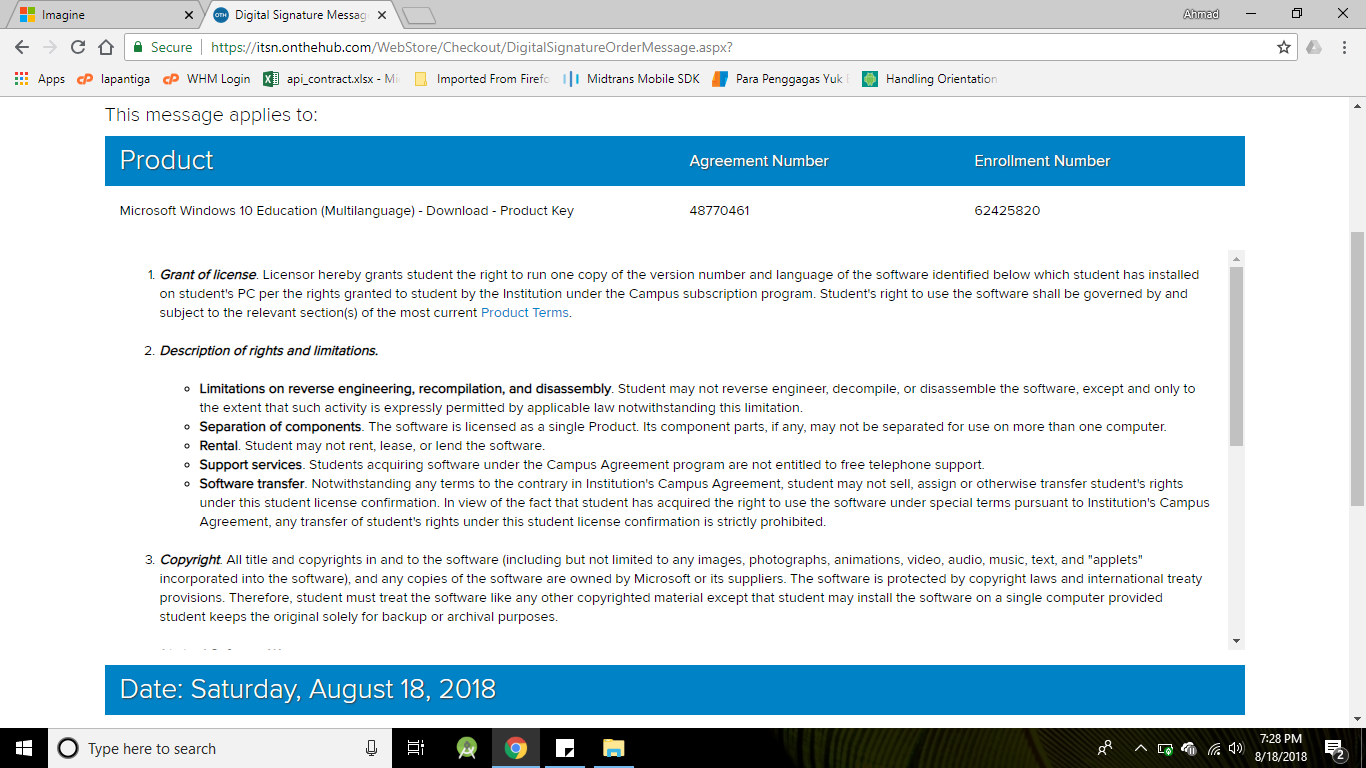 Imagine
Digital Signature Messag
Ahmad
Secure
https://itsn.onthehub.com/WebStore/Checkout/DigitalSignatureOrderMessage.aspx?
Apps
lapantiga
WHM Login
api_contract.xlsx - Mi
Imported From Firefo
Midtrans Mobile SDK
Para Penggagas Yuk
Handling Orientation
This message applies to:
Product Agreement Number Enrollment Number
Microsoft Windows 10 Education (Multilanguage) - Download - Product Key 48770461 62425820
1. Grant of license. Licensor hereby grants student the right to run one copy of the version number and language of the software identified below which student has installed
on student's PC per the rights granted to student by the Institution under the Campus subscription program. Student's right to use the software shall be governed by and
subject to the relevant section(s) of the most current Product Terms.
2. Description of rights and limitations.
Limitations on reverse engineering, recompilation, and disassembly. Student may not reverse engineer, decompile, or disassemble the software, except and only to
the extent that such activity is expressly permitted by applicable law notwithstanding this limitation.
Separation of components. The software is licensed as a single Product. Its component parts, if any, may not be separated for use on more than one computer.
Rental. Student may not rent, lease, or lend the software.
Support services. Students acquiring software under the Campus Agreement program are not entitled to free telephone support.
Software transfer. Notwithstanding any terms to the contrary in Institution's Campus Agreement, student may not sell, assign or otherwise transfer student's rights
under this student license confirmation. In view of the fact that student has acquired the right to use the software under special terms pursuant to Institution's Campus
Agreement, any transfer of student's rights under this student license confirmation is strictly prohibited.
3. Copyright. All title and copyrights in and to the software (including but not limited to any images, photographs, animations, video, audio, music, text, and "applets"
incorporated into the software), and any copies of the software are owned by Microsoft or its suppliers. The software is protected by copyright laws and international treaty
provisions. Therefore, student must treat the software like any other copyrighted material except that student may install the software on a single computer provided
student keeps the original solely for backup or archival purposes.
Date: Saturday, August 18, 2018
Type here to search
7:28 PM
8/18/2018
2